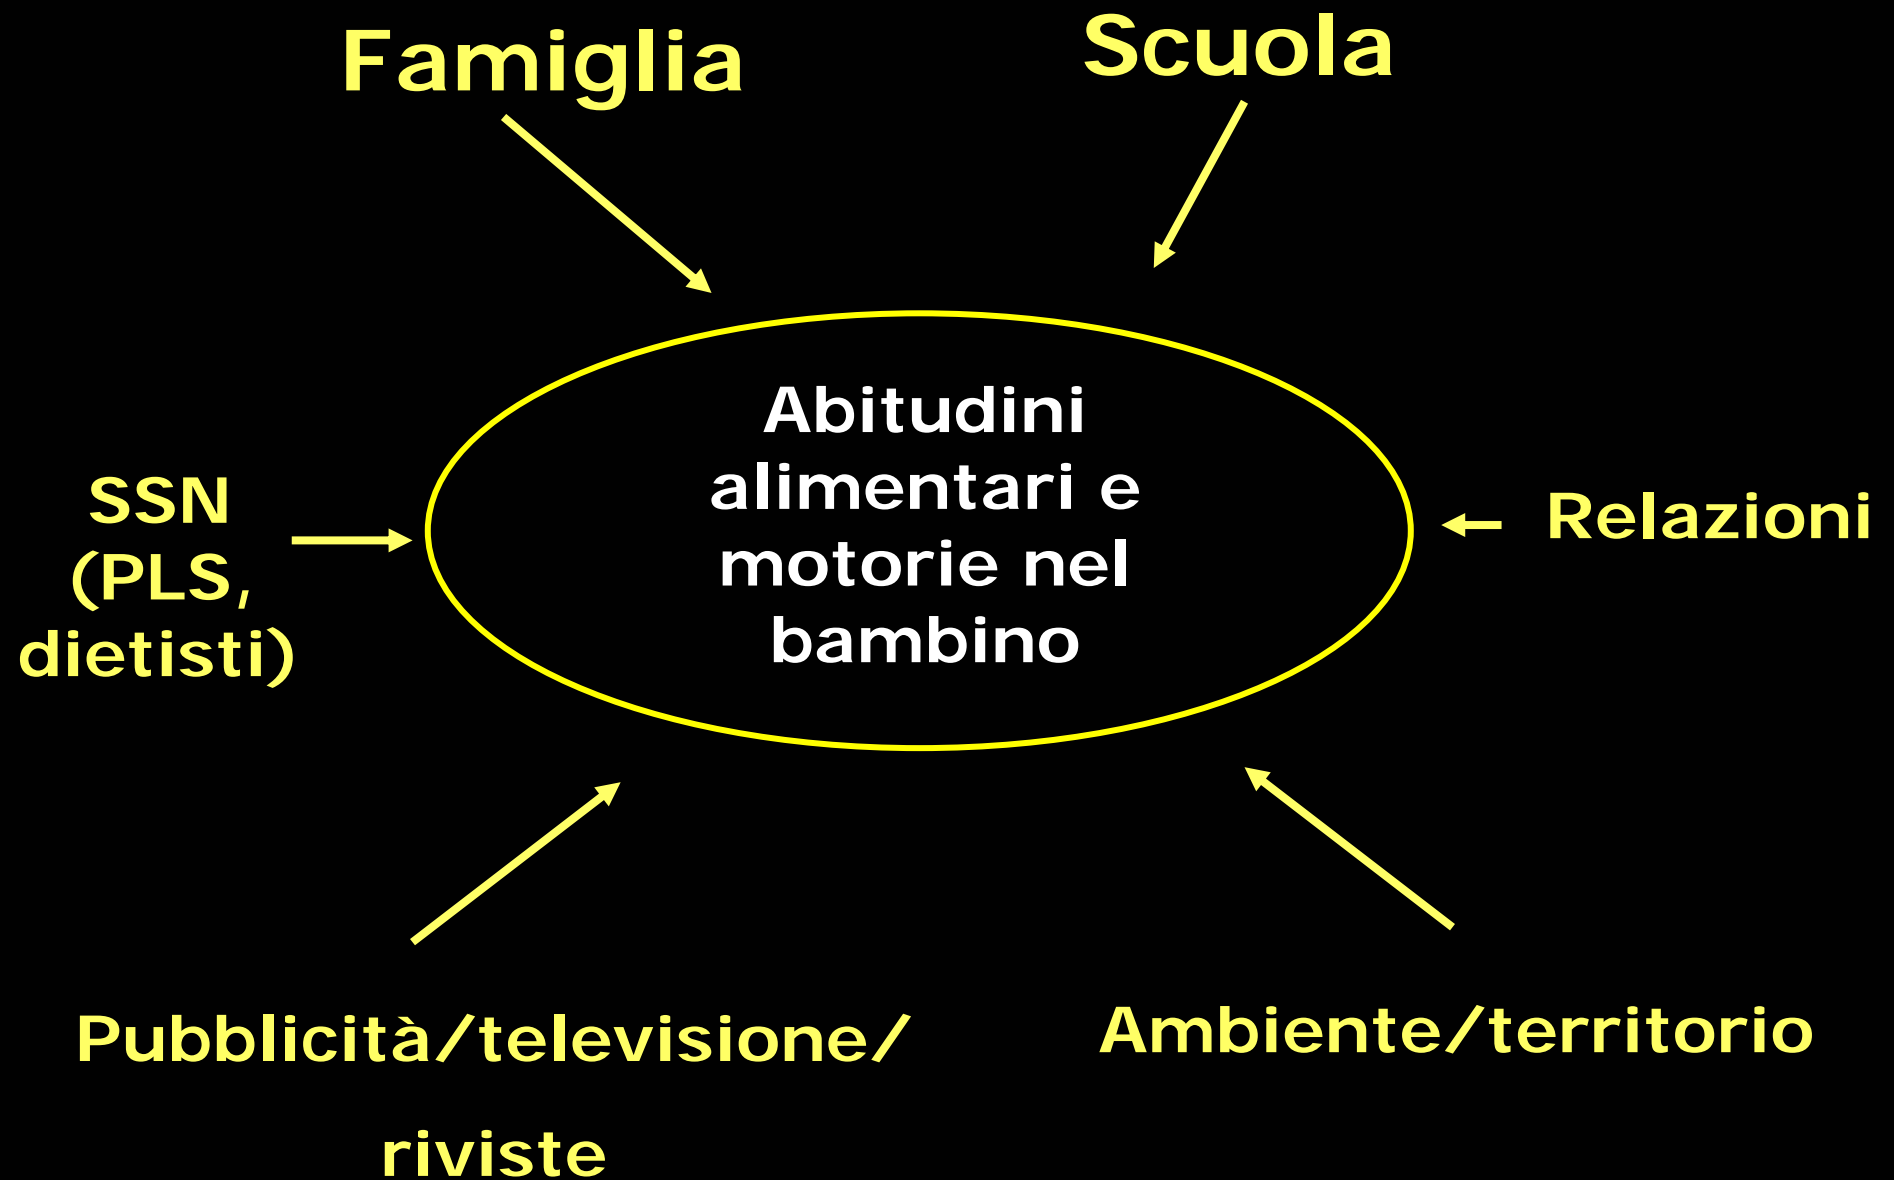 Famiglia
Scuola
Abitudini
alimentari e
motorie nel
bambino
SSN
(PLS,
dietisti)
Relazioni
Pubblicità/televisione/
riviste
Ambiente/territorio